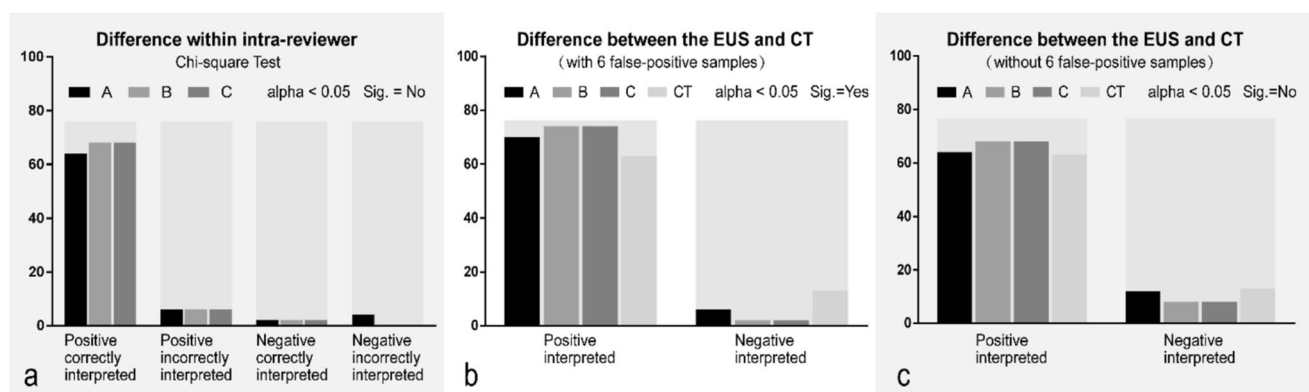 Difference within intra-reviewer
Chi-square Test
A B C alpha < 0.05 Sig. = No
100
80
60
40
20
0
Positive correctly interpreted
Positive incorrectly interpreted
Negative correctly interpreted
Negative incorrectly interpreted
a
Difference between the EUS and CT
(with 6 false-positive samples)
A B C CT alpha < 0.05 Sig.=Yes
100
80
60
40
20
0
Positive interpreted
Negative interpreted
b
Difference between the EUS and CT
(without 6 false-positive samples)
A B C CT alpha < 0.05 Sig.=No
100
80
60
40
20
0
Positive interpreted
Negative interpreted
c